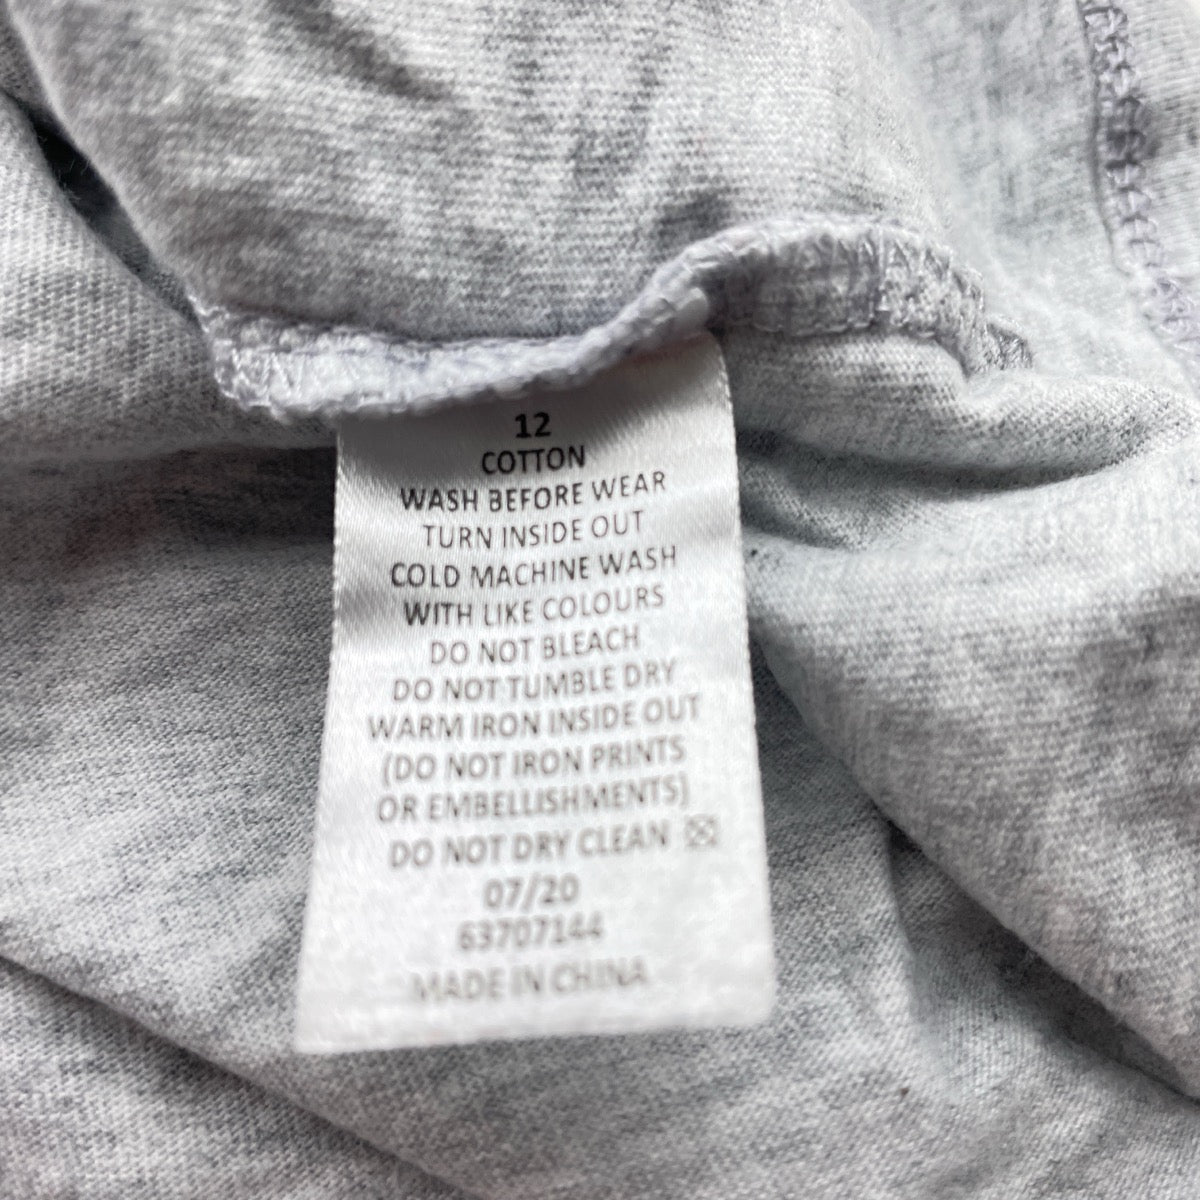 12
COTTON
WASH BEFORE WEAR
TURN INSIDE OUT
COLD MACHINE WASH
WITH LIKE COLOURS
DO NOT BLEACH
DO NOT TUMBLE DRY
WARM IRON INSIDE OUT
(DO NOT IRON PRINTS
OR EMBELLISHMENTS)
DO NOT DRY CLEAN
07/20
63707144
MADE IN CHINA